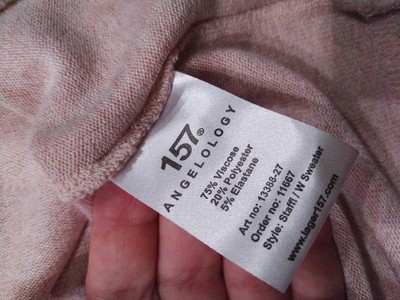 157®
ANGELOLOGY
75% Viscose
20% Polyester
5% Elastane
Art no: 13388-27
Order no: 11667
Style: Staffl / W Sweater
www.lager157.com